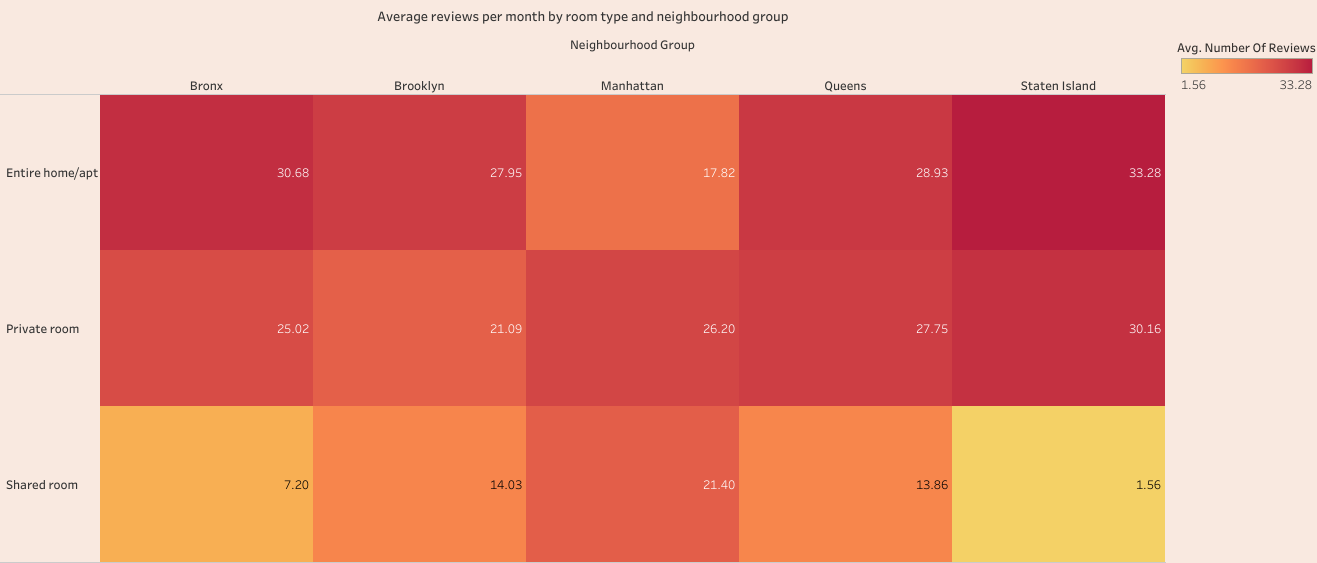 Average reviews per month by room type and neighbourhood group
Neighbourhood Group
Avg. Number Of Reviews
1.56 33.28
Bronx Brooklyn Manhattan Queens Staten Island
Entire home/apt 30.68 27.95 17.82 28.93 33.28
Private room 25.02 21.09 26.20 27.75 30.16
Shared room 7.20 14.03 21.40 13.86 1.56